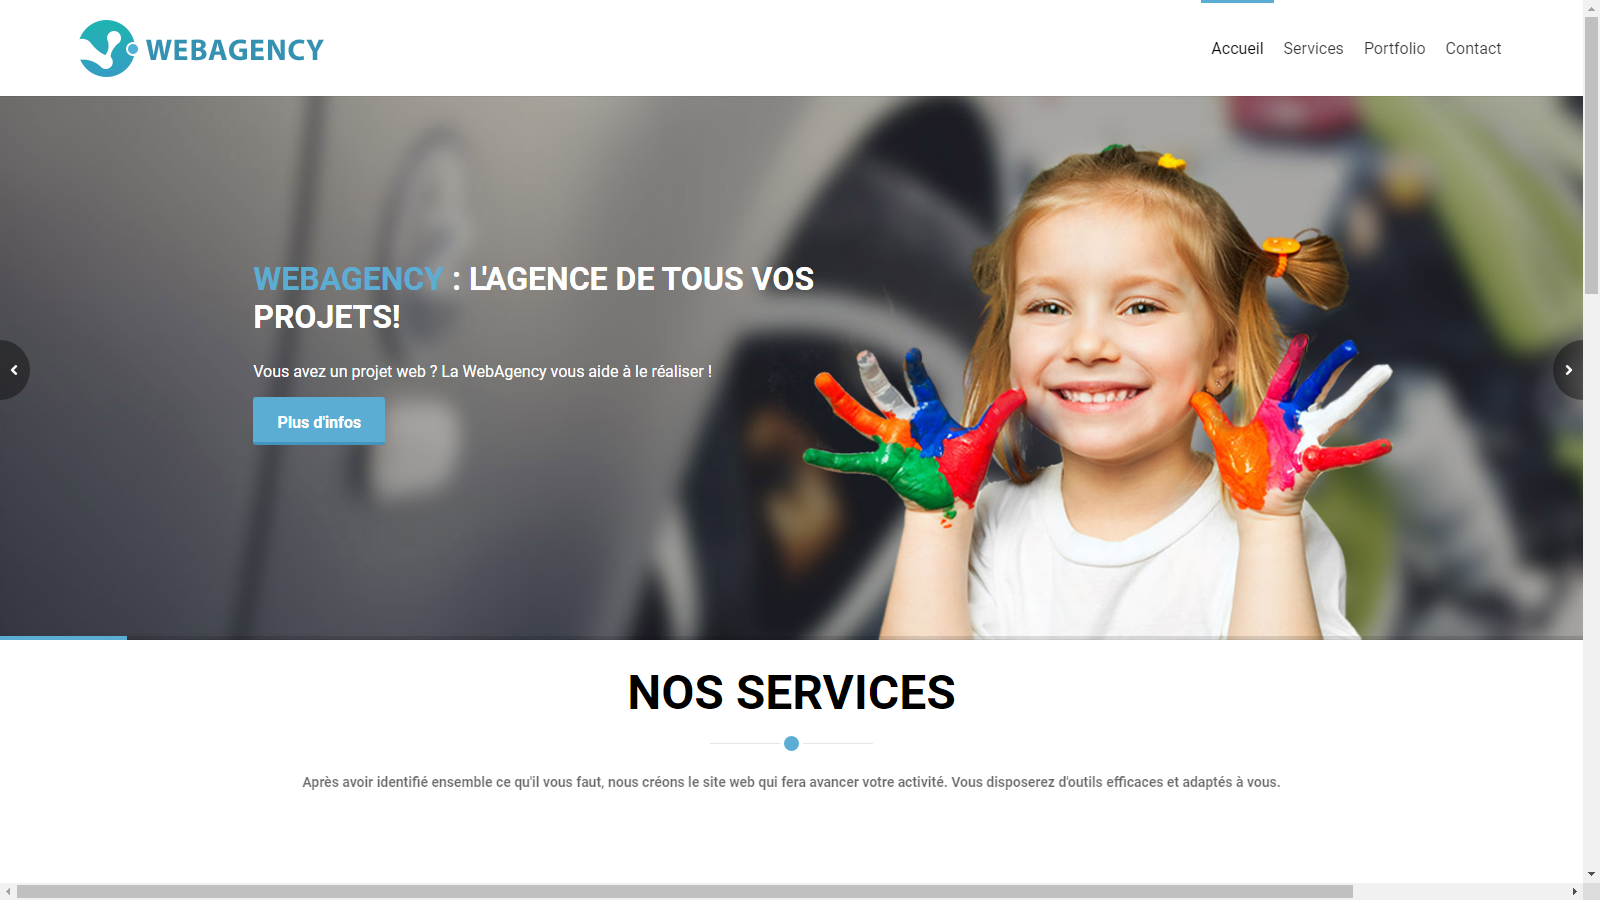 WEBAGENCY
Accueil Services Portfolio Contact
WEBAGENCY : L'AGENCE DE TOUS VOS
PROJETS!
Vous avez un projet web ? La WebAgency vous aide à le réaliser !
Plus d'infos
NOS SERVICES
Après avoir identifié ensemble ce qu'il vous faut, nous créons le site web qui fera avancer votre activité. Vous disposerez d'outils efficaces et adaptés à vous.